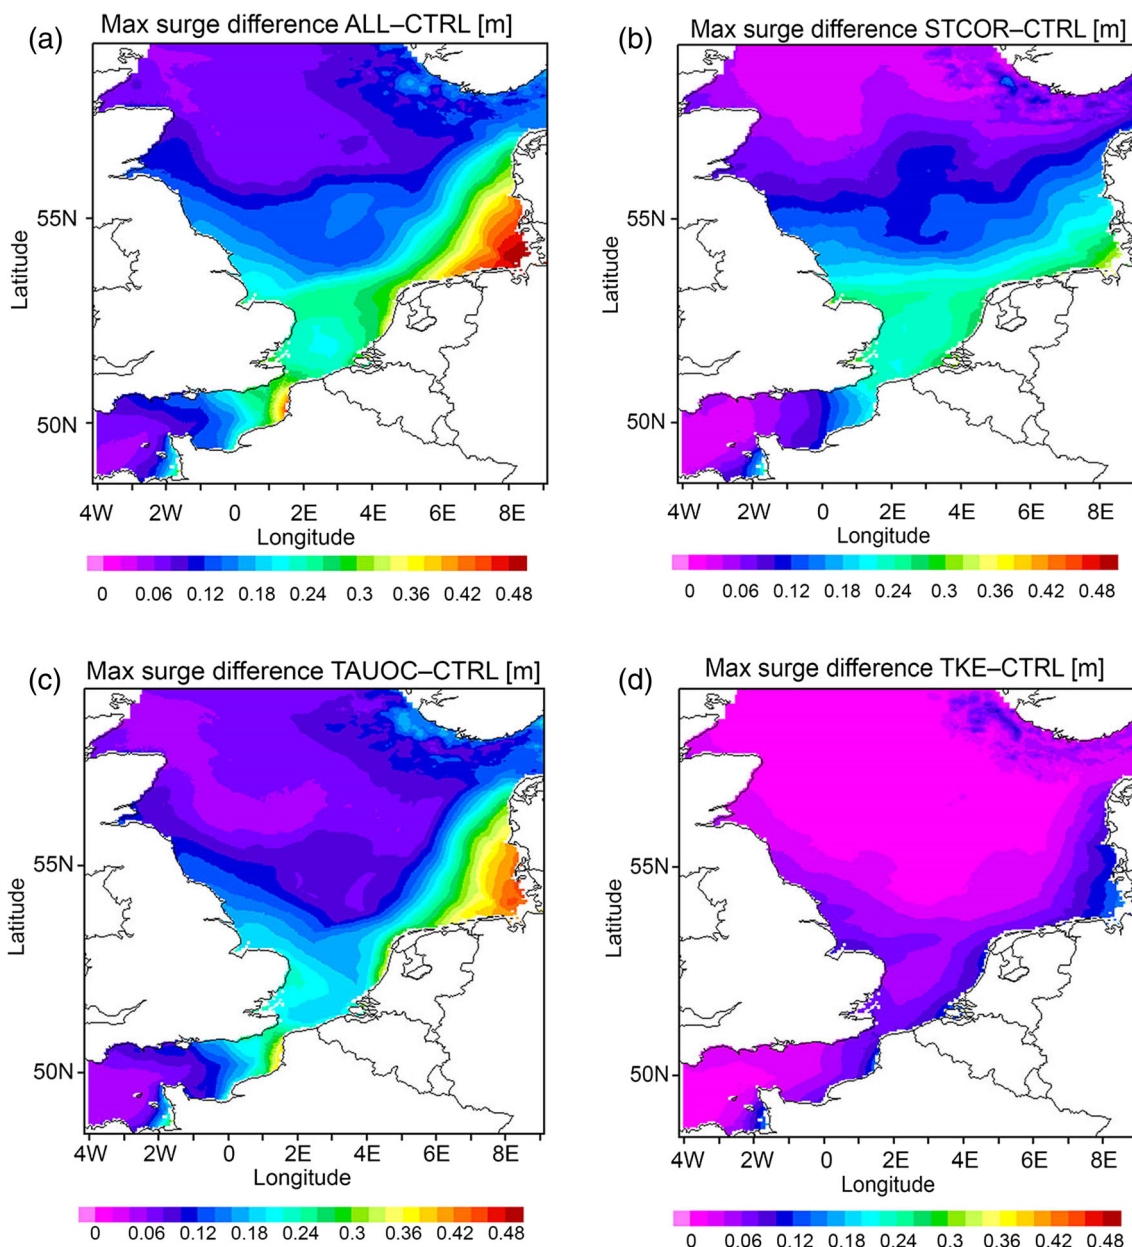 (a) Max surge difference ALL–CTRL [m]
55N
50N
Latitude
4W 2W 0 2E 4E 6E 8E
Longitude
0 0.06 0.12 0.18 0.24 0.3 0.36 0.42 0.48
(b) Max surge difference STCOR–CTRL [m]
55N
50N
Latitude
4W 2W 0 2E 4E 6E 8E
Longitude
0 0.06 0.12 0.18 0.24 0.3 0.36 0.42 0.48
(c) Max surge difference TAUOC–CTRL [m]
55N
50N
Latitude
4W 2W 0 2E 4E 6E 8E
Longitude
0 0.06 0.12 0.18 0.24 0.3 0.36 0.42 0.48
(d) Max surge difference TKE–CTRL [m]
55N
50N
Latitude
4W 2W 0 2E 4E 6E 8E
Longitude
0 0.06 0.12 0.18 0.24 0.3 0.36 0.42 0.48